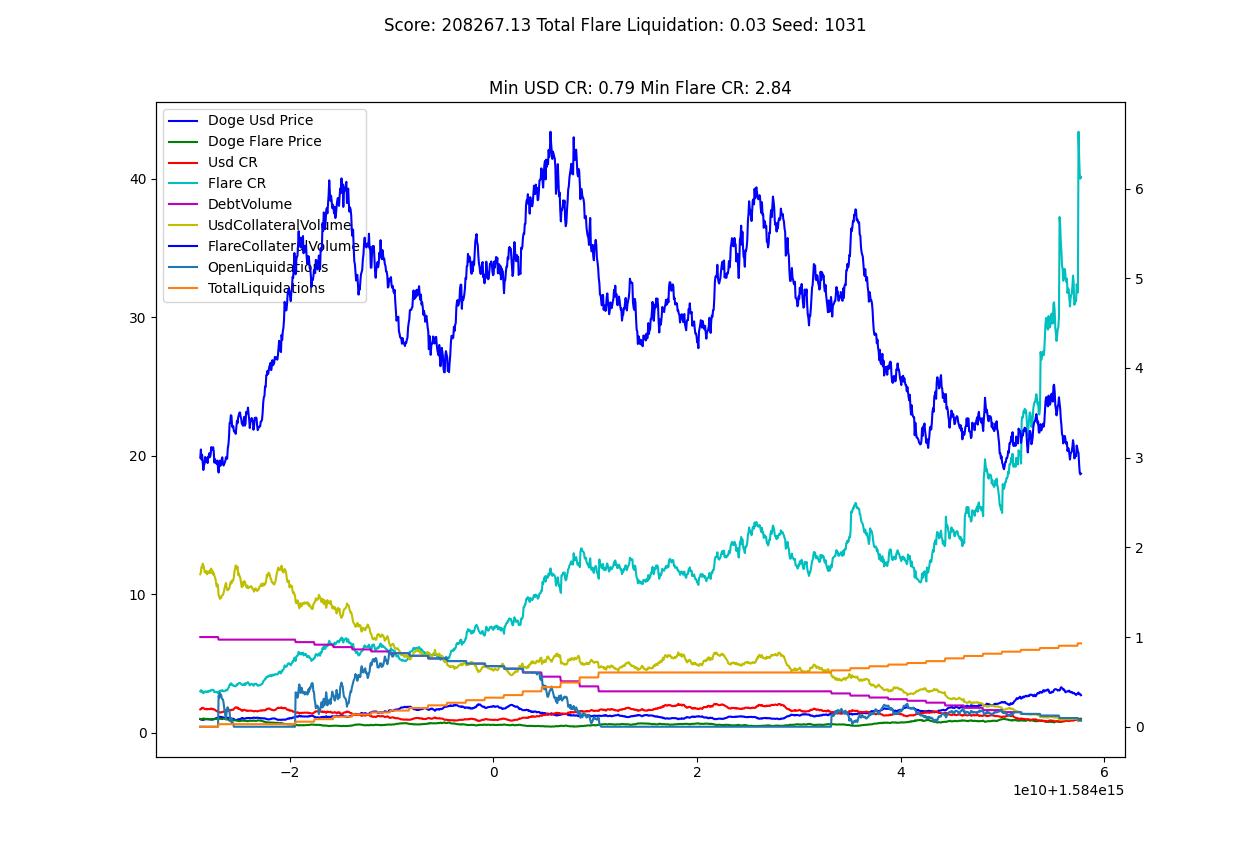 Score: 208267.13 Total Flare Liquidation: 0.03 Seed: 1031
Min USD CR: 0.79 Min Flare CR: 2.84
Doge Usd Price
Doge Flare Price
Usd CR
Flare CR
DebtVolume
UsdCollateralVolume
FlareCollateralVolume
OpenLiquidations
TotalLiquidations
40
30
20
10
0
6
5
4
3
2
1
0
−2 0 2 4 6
1e10+1.584e15